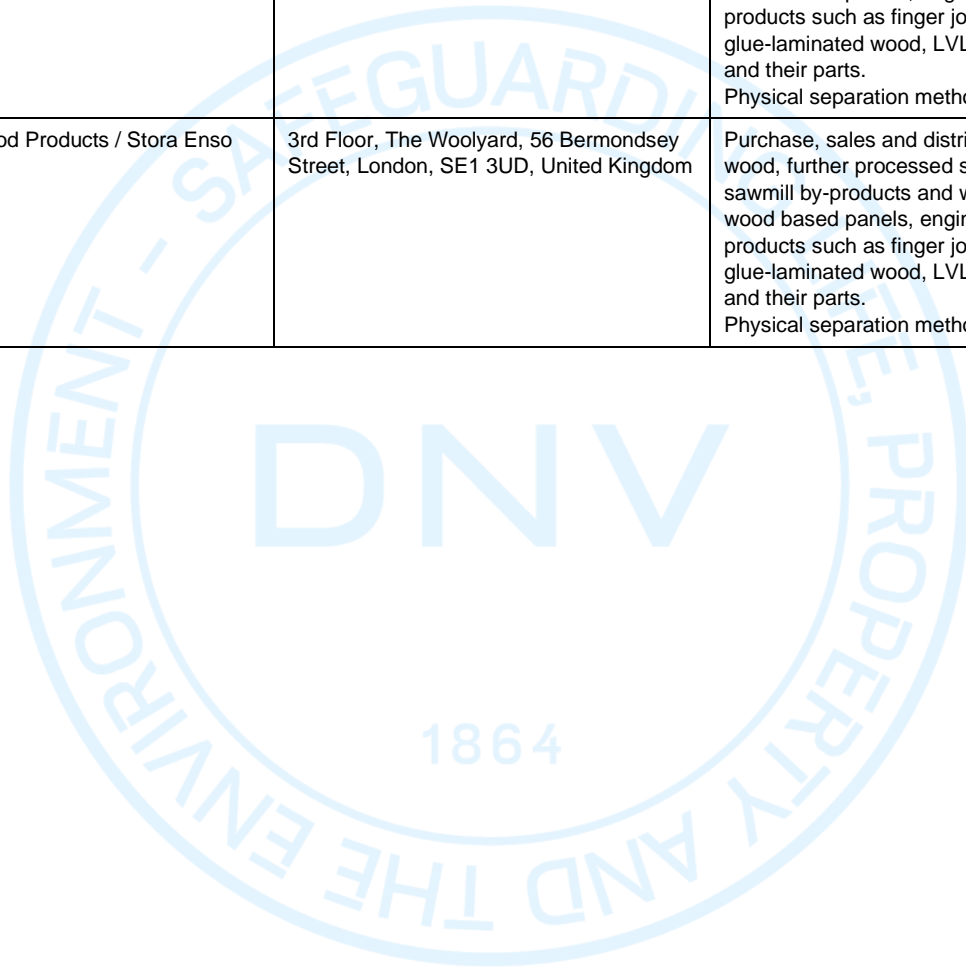 products such as finger jo
glue-laminated wood, LVL
and their parts.
Physical separation metho
od Products / Stora Enso
3rd Floor, The Woolyard, 56 Bermondsey
Street, London, SE1 3UD, United Kingdom
Purchase, sales and distri
wood, further processed s
sawmill by-products and w
wood based panels, engin
products such as finger jo
glue-laminated wood, LVL
and their parts.
Physical separation metho
SAFEGUARDING LIFE, PROPERTY AND THE ENVIRONMENT -
DNV
1864